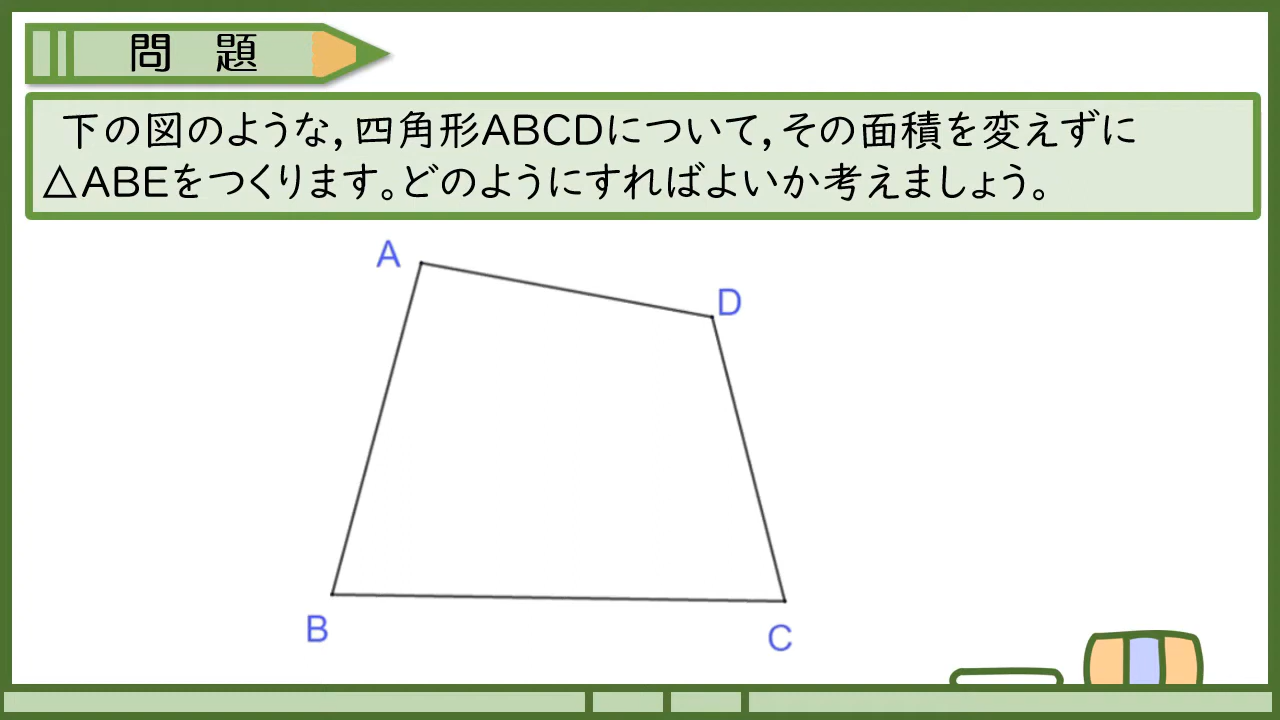 問　題
下の図のような，四角形ABCDについて，その面積を変えずに
△ABEをつくります。どのようにすればよいか考えましょう。
A
D
B
C